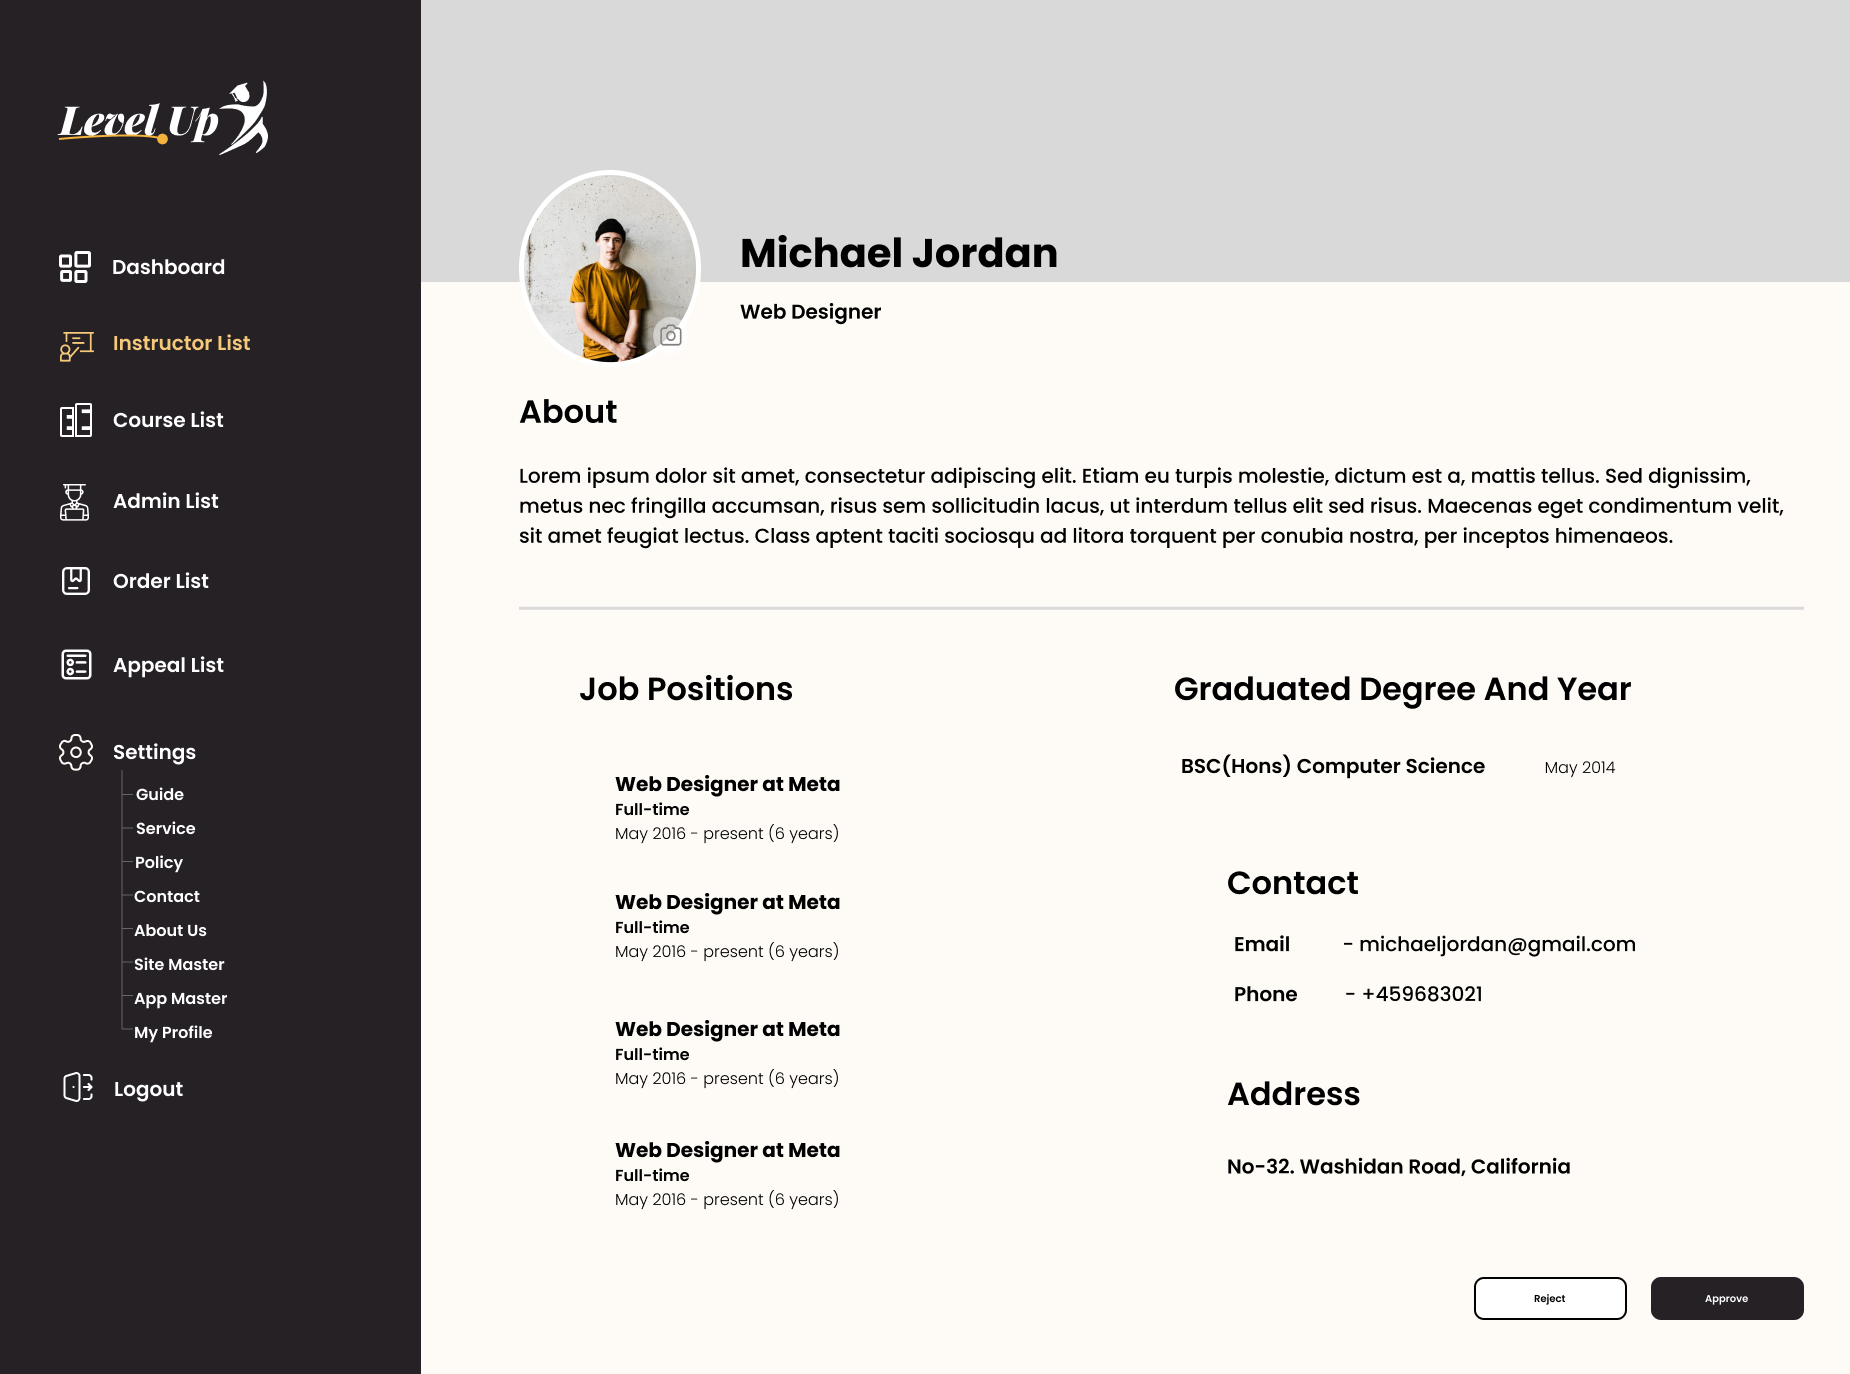 Level Up
Dashboard
Instructor List
Course List
Admin List
Order List
Appeal List
Settings
Guide
Service
Policy
Contact
About Us
Site Master
App Master
My Profile
Logout
Michael Jordan
Web Designer
About
Lorem ipsum dolor sit amet, consectetur adipiscing elit. Etiam eu turpis molestie, dictum est a, mattis tellus. Sed dignissim,
metus nec fringilla accumsan, risus sem sollicitudin lacus, ut interdum tellus elit sed risus. Maecenas eget condimentum velit,
sit amet feugiat lectus. Class aptent taciti sociosqu ad litora torquent per conubia nostra, per inceptos himenaeos.
Job Positions
Web Designer at Meta
Full-time
May 2016 - present (6 years)
Web Designer at Meta
Full-time
May 2016 - present (6 years)
Web Designer at Meta
Full-time
May 2016 - present (6 years)
Web Designer at Meta
Full-time
May 2016 - present (6 years)
Graduated Degree And Year
BSC(Hons) Computer Science May 2014
Contact
Email - michaeljordan@gmail.com
Phone - +459683021
Address
No-32. Washidan Road, California
Reject
Approve